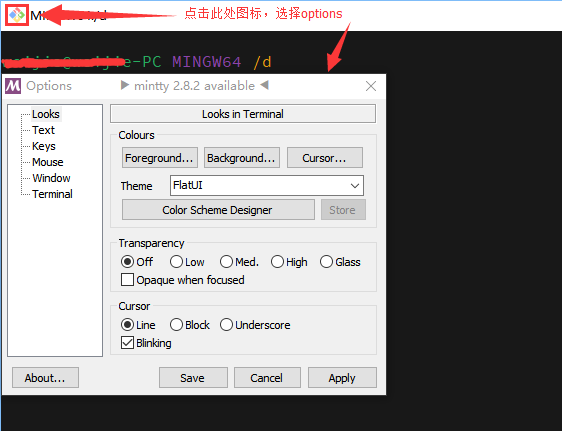 点击此处图标，选择options
MINGW64 /d
Options
▶ mintty 2.8.2 available ◀
Looks
Text
Keys
Mouse
Window
Terminal
Looks in Terminal
Colours
Foreground...
Background...
Cursor...
Theme
FlatUI
Color Scheme Designer
Store
Transparency
Off
Low
Med.
High
Glass
Opaque when focused
Cursor
Line
Block
Underscore
Blinking
About...
Save
Cancel
Apply